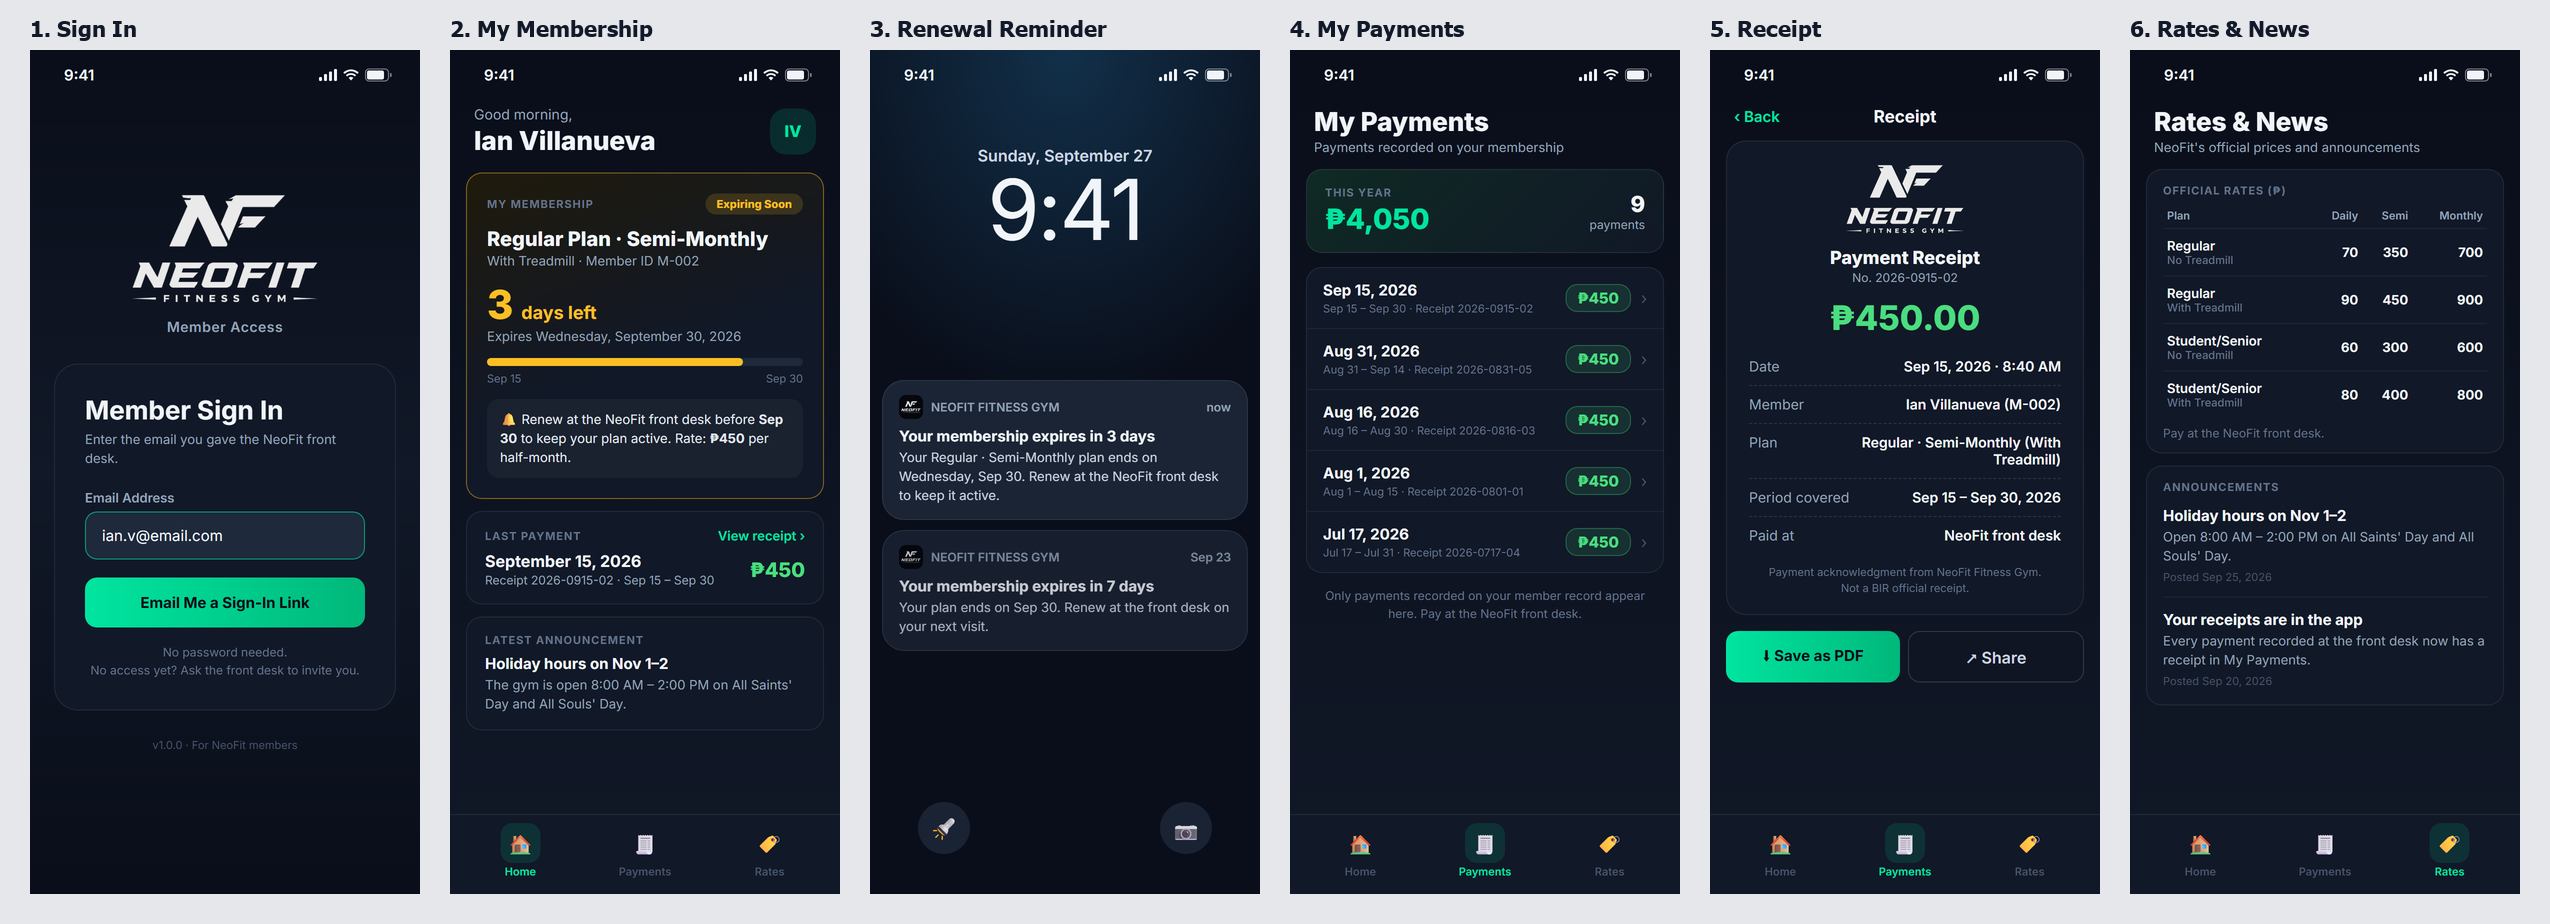 1. Sign In
9:41
NF
NEOFIT
FITNESS GYM
Member Access
Member Sign In
Enter the email you gave the NeoFit front
desk.
Email Address
ian.v@email.com
Email Me a Sign-In Link
No password needed.
No access yet? Ask the front desk to invite you.
v1.0.0 · For NeoFit members
2. My Membership
9:41
Good morning,
Ian Villanueva
IV
MY MEMBERSHIP
Expiring Soon
Regular Plan · Semi-Monthly
With Treadmill · Member ID M-002
3 days left
Expires Wednesday, September 30, 2026
Sep 15
Sep 30
🔔 Renew at the NeoFit front desk before Sep
30 to keep your plan active. Rate: ₱450 per
half-month.
LAST PAYMENT
View receipt ›
September 15, 2026
Receipt 2026-0915-02 · Sep 15 – Sep 30
₱450
LATEST ANNOUNCEMENT
Holiday hours on Nov 1–2
The gym is open 8:00 AM – 2:00 PM on All Saints'
Day and All Souls' Day.
Home
Payments
Rates
3. Renewal Reminder
9:41
Sunday, September 27
9:41
NEOFIT FITNESS GYM
now
Your membership expires in 3 days
Your Regular · Semi-Monthly plan ends on
Wednesday, Sep 30. Renew at the NeoFit front desk
to keep it active.
NEOFIT FITNESS GYM
Sep 23
Your membership expires in 7 days
Your plan ends on Sep 30. Renew at the front desk on
your next visit.
4. My Payments
9:41
My Payments
Payments recorded on your membership
THIS YEAR
₱4,050
9
payments
Sep 15, 2026
Sep 15 – Sep 30 · Receipt 2026-0915-02
₱450 ›
Aug 31, 2026
Aug 31 – Sep 14 · Receipt 2026-0831-05
₱450 ›
Aug 16, 2026
Aug 16 – Aug 30 · Receipt 2026-0816-03
₱450 ›
Aug 1, 2026
Aug 1 – Aug 15 · Receipt 2026-0801-01
₱450 ›
Jul 17, 2026
Jul 17 – Jul 31 · Receipt 2026-0717-04
₱450 ›
Only payments recorded on your member record appear
here. Pay at the NeoFit front desk.
Home
Payments
Rates
5. Receipt
9:41
‹ Back
Receipt
NF
NEOFIT
FITNESS GYM
Payment Receipt
No. 2026-0915-02
₱450.00
Date
Sep 15, 2026 · 8:40 AM
Member
Ian Villanueva (M-002)
Plan
Regular · Semi-Monthly (With
Treadmill)
Period covered
Sep 15 – Sep 30, 2026
Paid at
NeoFit front desk
Payment acknowledgment from NeoFit Fitness Gym.
Not a BIR official receipt.
⬇ Save as PDF
↗ Share
Home
Payments
Rates
6. Rates & News
9:41
Rates & News
NeoFit's official prices and announcements
OFFICIAL RATES (₱)
Plan Daily Semi Monthly
Regular
No Treadmill
70 350 700
Regular
With Treadmill
90 450 900
Student/Senior
No Treadmill
60 300 600
Student/Senior
With Treadmill
80 400 800
Pay at the NeoFit front desk.
ANNOUNCEMENTS
Holiday hours on Nov 1–2
Open 8:00 AM – 2:00 PM on All Saints' Day and All
Souls' Day.
Posted Sep 25, 2026
Your receipts are in the app
Every payment recorded at the front desk now has a
receipt in My Payments.
Posted Sep 20, 2026
Home
Payments
Rates